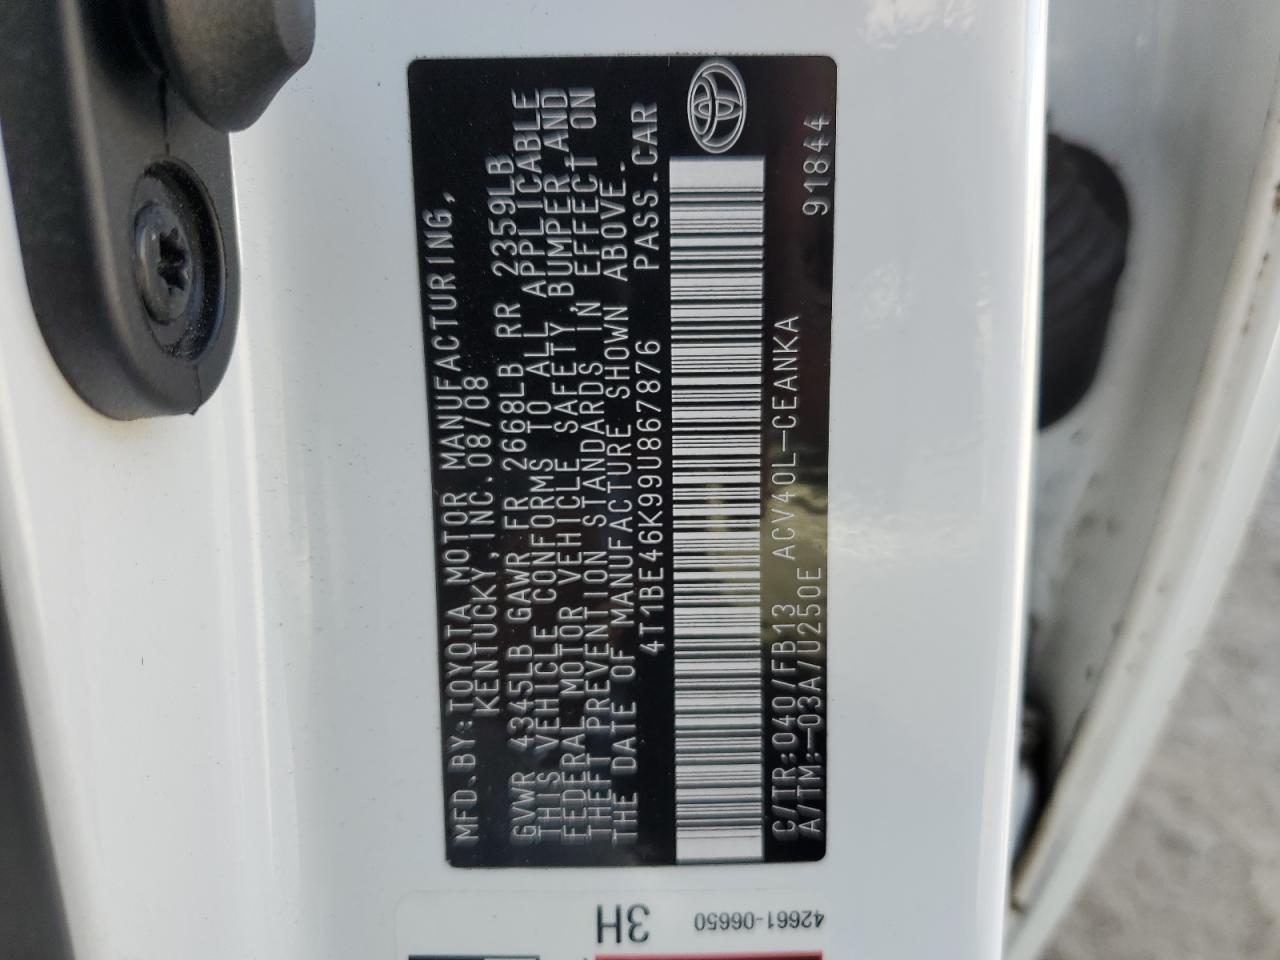 MFD.BY:TOYOTA MOTOR MANUFACTURING,
KENTUCKY,INC.08/08
GVWR 4345LB GAWR FR 2668LB RR 2359LB
THIS VEHICLE CONFORMS TO ALL APPLICABLE
FEDERAL MOTOR VEHICLE SAFETY,BUMPER,AND
THEFT PREVENTION STANDARDS IN EFFECT ON
THE DATE OF MANUFACTURE SHOWN ABOVE.
4T1BE46K99U867876 PASS.CAR
C/TR:040/FB13 ACV40L-CEANKA
A/TM:-03A/U250E 91844
3H
42661-06650